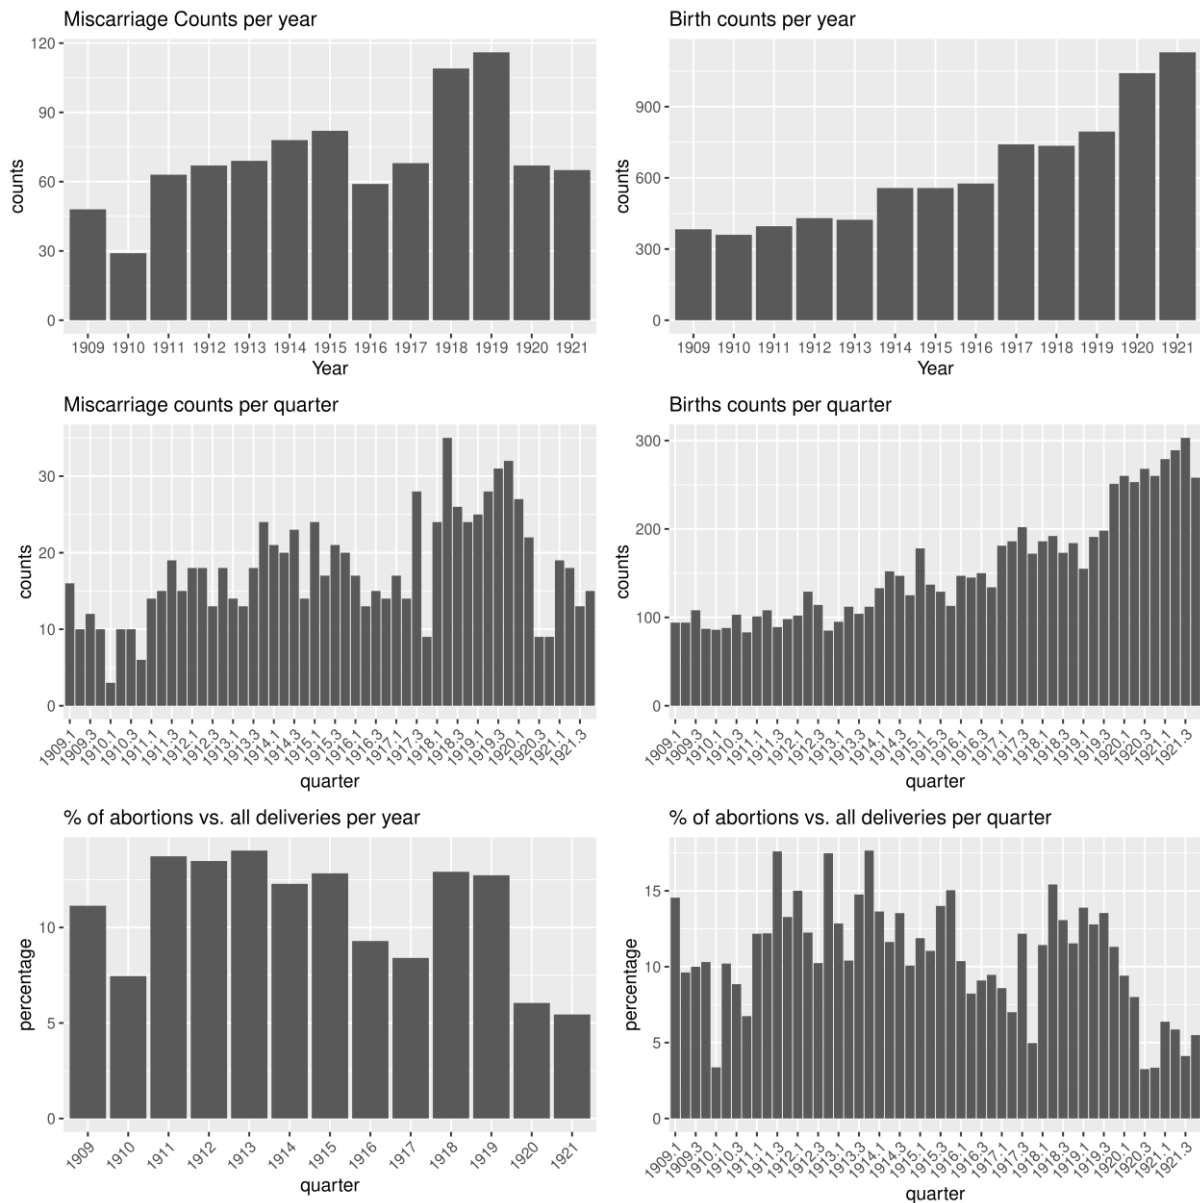 Miscarriage Counts per year
120
90
60
30
0
counts
1909 1910 1911 1912 1913 1914 1915 1916 1917 1918 1919 1920 1921
Year
Birth counts per year
900
600
300
0
counts
1909 1910 1911 1912 1913 1914 1915 1916 1917 1918 1919 1920 1921
Year
Miscarriage counts per quarter
30
20
10
0
counts
1909.1 1909.3 1910.1 1910.3 1911.1 1911.3 1912.1 1912.3 1913.1 1913.3 1914.1 1914.3 1915.1 1915.3 1916.1 1916.3 1917.1 1917.3 1918.1 1918.3 1919.1 1919.3 1920.1 1920.3 1921.1 1921.3
quarter
Births counts per quarter
300
200
100
0
counts
1909.1 1909.3 1910.1 1910.3 1911.1 1911.3 1912.1 1912.3 1913.1 1913.3 1914.1 1914.3 1915.1 1915.3 1916.1 1916.3 1917.1 1917.3 1918.1 1918.3 1919.1 1919.3 1920.1 1920.3 1921.1 1921.3
quarter
% of abortions vs. all deliveries per year
10
5
0
percentage
1909 1910 1911 1912 1913 1914 1915 1916 1917 1918 1919 1920 1921
quarter
% of abortions vs. all deliveries per quarter
15
10
5
0
percentage
1909.1 1909.3 1910.1 1910.3 1911.1 1911.3 1912.1 1912.3 1913.1 1913.3 1914.1 1914.3 1915.1 1915.3 1916.1 1916.3 1917.1 1917.3 1918.1 1918.3 1919.1 1919.3 1920.1 1920.3 1921.1 1921.3
quarter